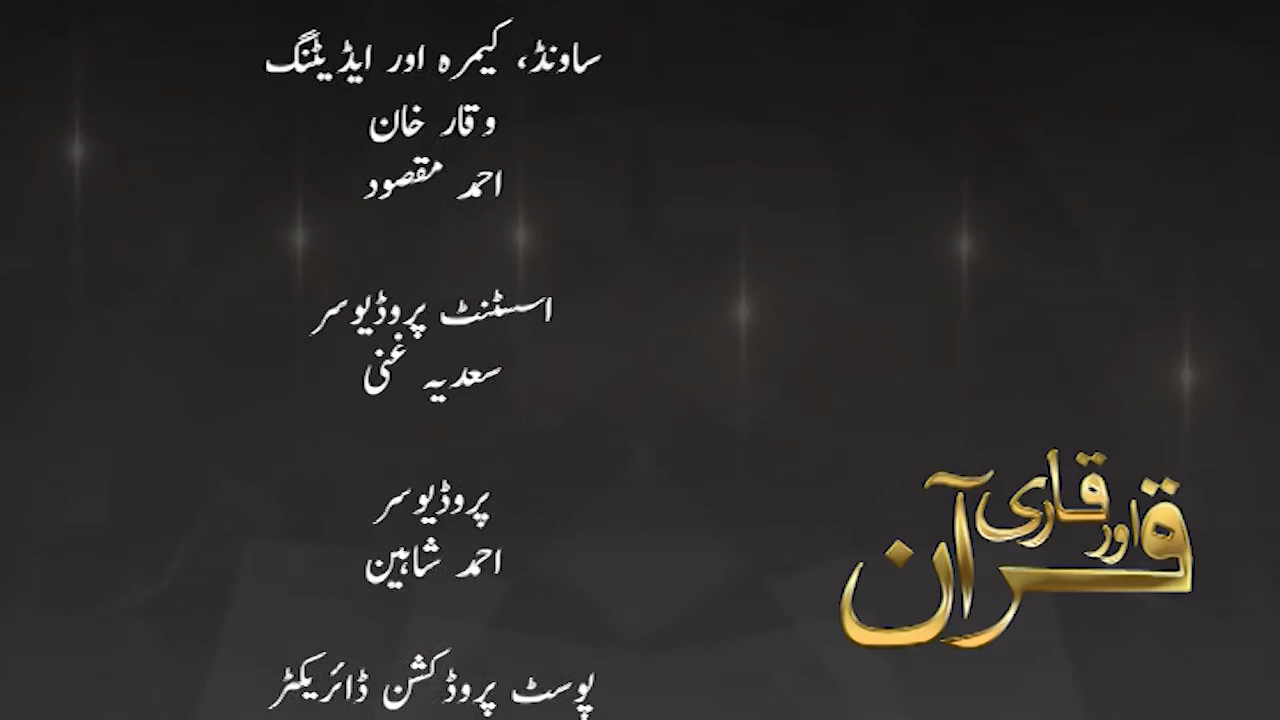 ساونڈ، کیمرہ اور ایڈیٹنگ
وقار خان
احمد مقصود
اسسٹنٹ پروڈیوسر
سعدیہ غنی
پروڈیوسر
احمد شاہین
پوسٹ پروڈکشن ڈائریکٹر
قرآن اور قاری